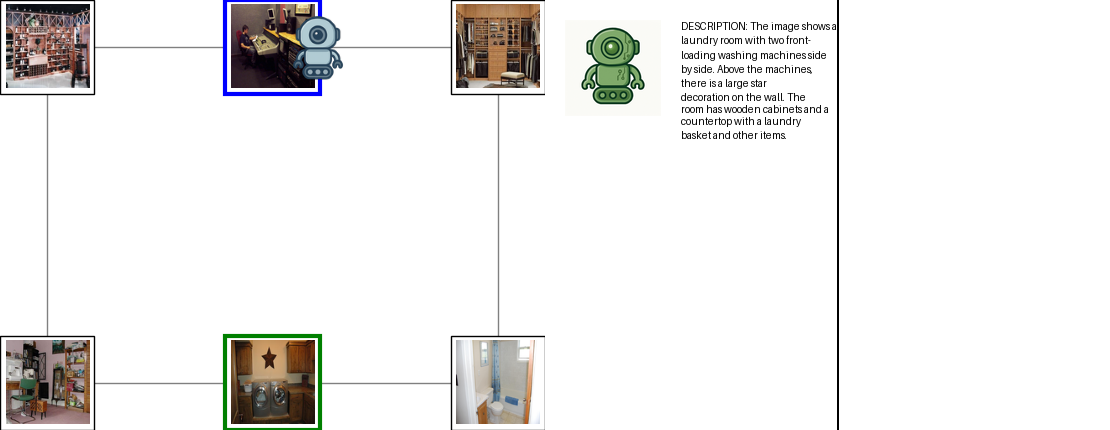 DESCRIPTION: The image shows a
laundry room with two front-
loading washing machines side
by side. Above the machines,
there is a large star
decoration on the wall. The
room has wooden cabinets and a
countertop with a laundry
basket and other items.